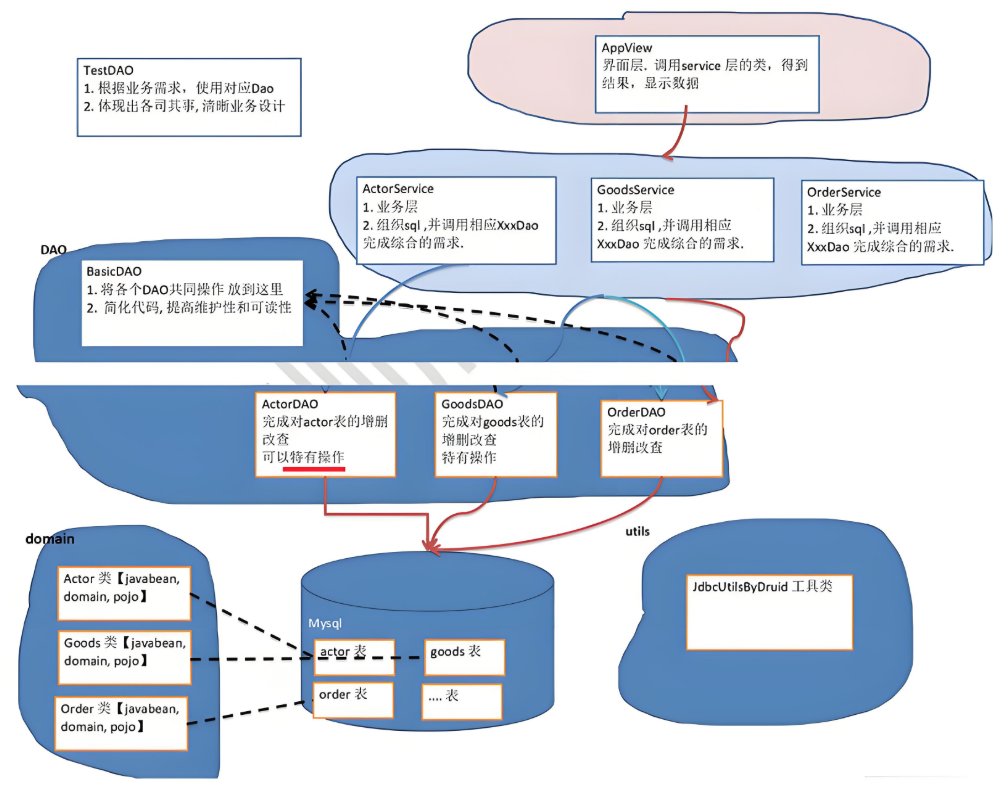 AppView
界面层. 调用service 层的类，得到
结果，显示数据
TestDAO
1. 根据业务需求，使用对应Dao
2. 体现出各司其事, 清晰业务设计
ActorService
1. 业务层
2. 组织sql ,并调用相应XxxDao
完成综合的需求.
GoodsService
1. 业务层
2. 组织sql ,并调用相应
XxxDao 完成综合的需求.
OrderService
1. 业务层
2. 组织sql ,并调用相应
XxxDao 完成综合的需求.
DAO
BasicDAO
1. 将各个DAO共同操作 放到这里
2. 简化代码, 提高维护性和可读性
ActorDAO
完成对actor表的增删
改查
可以特有操作
GoodsDAO
完成对goods表的
增删改查
特有操作
OrderDAO
完成对order表的
增删改查
domain
Actor 类【javabean,
domain, pojo】
Goods 类【javabean,
domain, pojo】
Order 类【javabean,
domain, pojo】
Mysql
actor 表
goods 表
order 表
.... 表
utils
JdbcUtilsByDruid 工具类